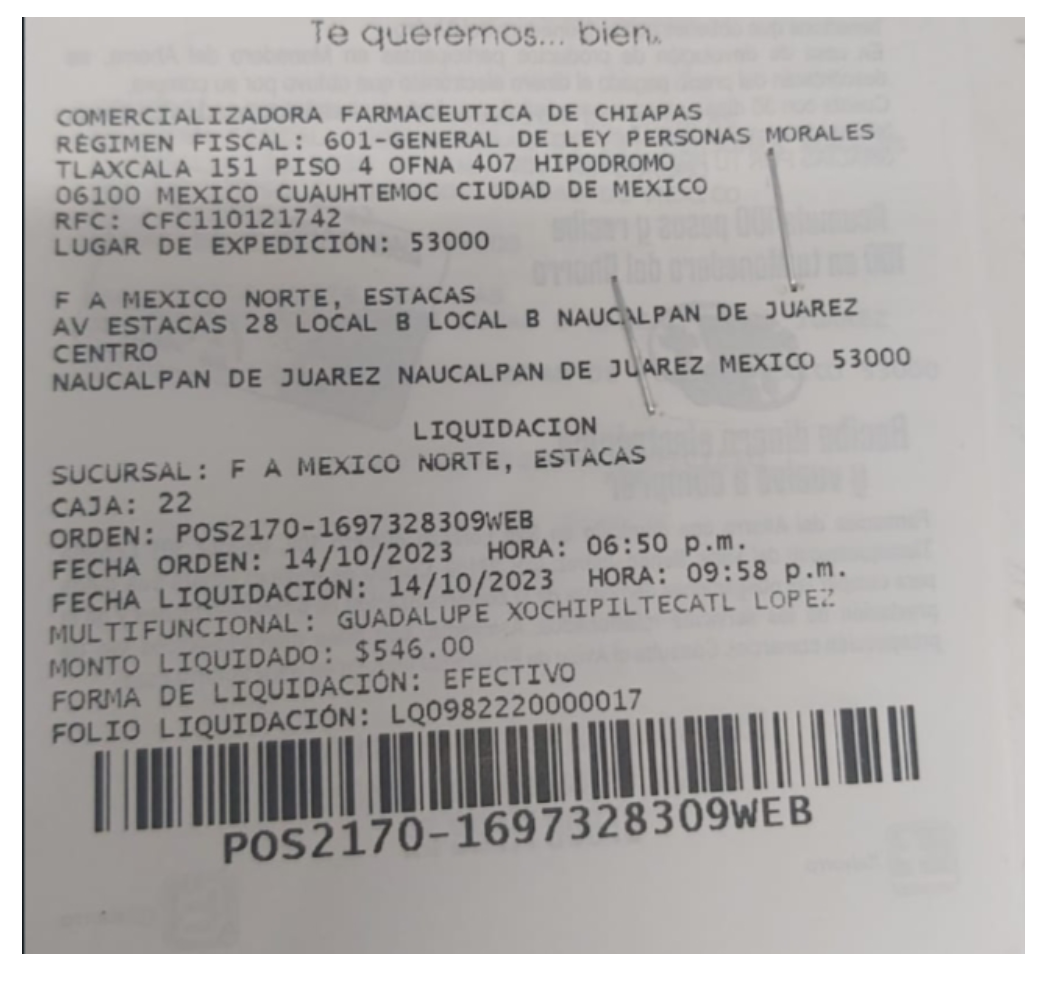 Te queremos... bien.
COMERCIALIZADORA FARMACEUTICA DE CHIAPAS
RÉGIMEN FISCAL: 601-GENERAL DE LEY PERSONAS MORALES
TLAXCALA 151 PISO 4 OFNA 407 HIPODROMO
06100 MEXICO CUAUHTEMOC CIUDAD DE MEXICO
RFC: CFC110121742
LUGAR DE EXPEDICIÓN: 53000
F A MEXICO NORTE, ESTACAS
AV ESTACAS 28 LOCAL B LOCAL B NAUCALPAN DE JUAREZ
CENTRO
NAUCALPAN DE JUAREZ NAUCALPAN DE JUAREZ MEXICO 53000
LIQUIDACION
SUCURSAL: F A MEXICO NORTE, ESTACAS
CAJA: 22
ORDEN: POS2170-1697328309WEB
FECHA ORDEN: 14/10/2023 HORA: 06:50 p.m.
FECHA LIQUIDACIÓN: 14/10/2023 HORA: 09:58 p.m.
MULTIFUNCIONAL: GUADALUPE XOCHIPILTECATL LOPEZ
MONTO LIQUIDADO: $546.00
FORMA DE LIQUIDACIÓN: EFECTIVO
FOLIO LIQUIDACIÓN: LQ0982220000017
POS2170-1697328309WEB